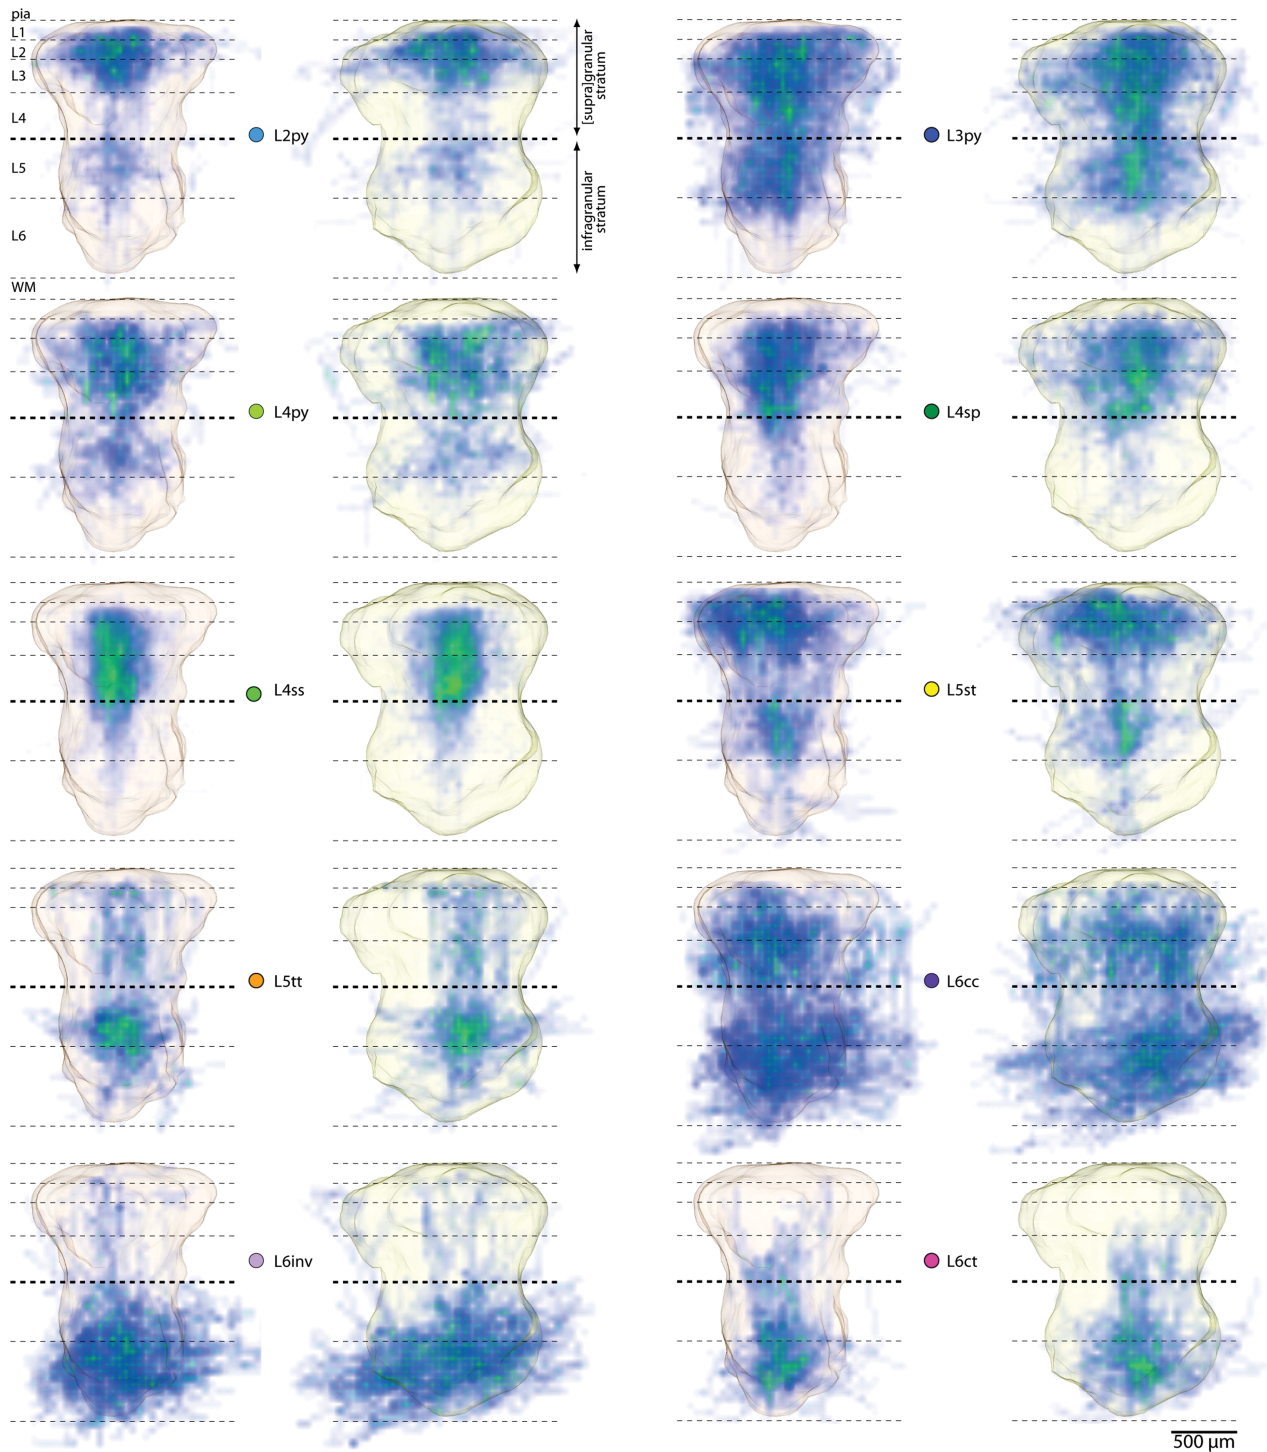 pia
L1
L2
L3
L4
L5
L6
WM
[supra]granular
stratum
infragranular
stratum
L2py
L3py
L4py
L4sp
L4ss
L5st
L5tt
L6cc
L6inv
L6ct
500 µm